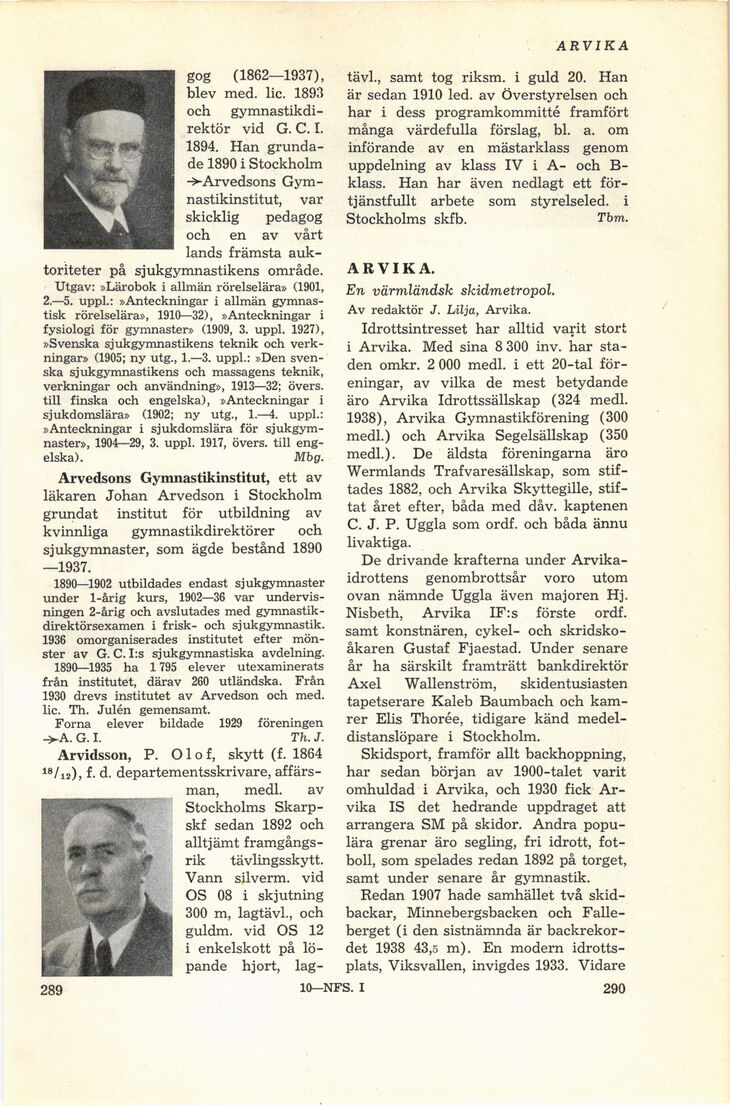 ARVIKA
gog (1862—1937),
blev med. lic. 1893
och gymnastikdi-
rektör vid G. C. I.
1894. Han grunda-
de 1890 i Stockholm
->Arvedsons Gym-
nastikinstitut, var
skicklig pedagog
och en av vårt
lands främsta auk-
toriteter på sjukgymnastikens område.
Utgav: »Lärobok i allmän rörelselära» (1901,
2.—5. uppl.: »Anteckningar i allmän gymnas-
tisk rörelselära», 1910—32), »Anteckningar i
fysiologi för gymnaster» (1909, 3. uppl. 1927),
»Svenska sjukgymnastikens teknik och verk-
ningar» (1905; ny utg., 1.—3. uppl.: »Den sven-
ska sjukgymnastikens och massagens teknik,
verkningar och användning», 1913—32; övers.
till finska och engelska), »Anteckningar i
sjukdomslära» (1902; ny utg., 1.—4. uppl.:
»Anteckningar i sjukdomslära för sjukgym-
naster», 1904—29, 3. uppl. 1917, övers. till eng-
elska). Mbg.
Arvedsons Gymnastikinstitut, ett av
läkaren Johan Arvedson i Stockholm
grundat institut för utbildning av
kvinnliga gymnastikdirektörer och
sjukgymnaster, som ägde bestånd 1890
—1937.
1890—1902 utbildades endast sjukgymnaster
under 1-årig kurs, 1902—36 var undervis-
ningen 2-årig och avslutades med gymnastik-
direktörsexamen i frisk- och sjukgymnastik.
1936 omorganiserades institutet efter mön-
ster av G. C. I:s sjukgymnastiska avdelning.
1890—1935 ha 1 795 elever utexaminerats
från institutet, därav 260 utländska. Från
1930 drevs institutet av Arvedson och med.
lic. Th. Julén gemensamt.
Forna elever bildade 1929 föreningen
->A. G. I. Th. J.
Arvidsson, P. Olof, skytt (f. 1864
18/12), f. d. departementsskrivare, affärs-
man, medl. av
Stockholms Skarp-
skf sedan 1892 och
alltjämt framgångs-
rik tävlingsskytt.
Vann silverm. vid
OS 08 i skjutning
300 m, lagtävl., och
guldm. vid OS 12
i enkelskott på lö-
pande hjort, lag-
289
tävl., samt tog riksm. i guld 20. Han
är sedan 1910 led. av Överstyrelsen och
har i dess programkommitté framfört
många värdefulla förslag, bl. a. om
införande av en mästarklass genom
uppdelning av klass IV i A- och B-
klass. Han har även nedlagt ett för-
tjänstfullt arbete som styrelseled. i
Stockholms skfb. Tbm.
ARVIKA.
En värmländsk skidmetropol.
Av redaktör J. Lilja, Arvika.
Idrottsintresset har alltid varit stort
i Arvika. Med sina 8 300 inv. har sta-
den omkr. 2 000 medl. i ett 20-tal för-
eningar, av vilka de mest betydande
äro Arvika Idrottssällskap (324 medl.
1938), Arvika Gymnastikförening (300
medl.) och Arvika Segelsällskap (350
medl.). De äldsta föreningarna äro
Wermlands Trafvaresällskap, som stif-
tades 1882, och Arvika Skyttegille, stif-
tat året efter, båda med dåv. kaptenen
C. J. P. Uggla som ordf. och båda ännu
livaktiga.
De drivande krafterna under Arvika-
idrottens genombrottsår voro utom
ovan nämnde Uggla även majoren Hj.
Nisbeth, Arvika IF:s förste ordf.
samt konstnären, cykel- och skridsko-
åkaren Gustaf Fjaestad. Under senare
år ha särskilt framträtt bankdirektör
Axel Wallenström, skidentusiasten
tapetserare Kaleb Baumbach och kam-
rer Elis Thorée, tidigare känd medel-
distanslöpare i Stockholm.
Skidsport, framför allt backhoppning,
har sedan början av 1900-talet varit
omhuldad i Arvika, och 1930 fick Ar-
vika IS det hedrande uppdraget att
arrangera SM på skidor. Andra popu-
lära grenar äro segling, fri idrott, fot-
boll, som spelades redan 1892 på torget,
samt under senare år gymnastik.
Redan 1907 hade samhället två skid-
backar, Minnebergsbacken och Falle-
berget (i den sistnämnda är backrekor-
det 1938 43,5 m). En modern idrotts-
plats, Viksvallen, invigdes 1933. Vidare
10—NFS. I
290